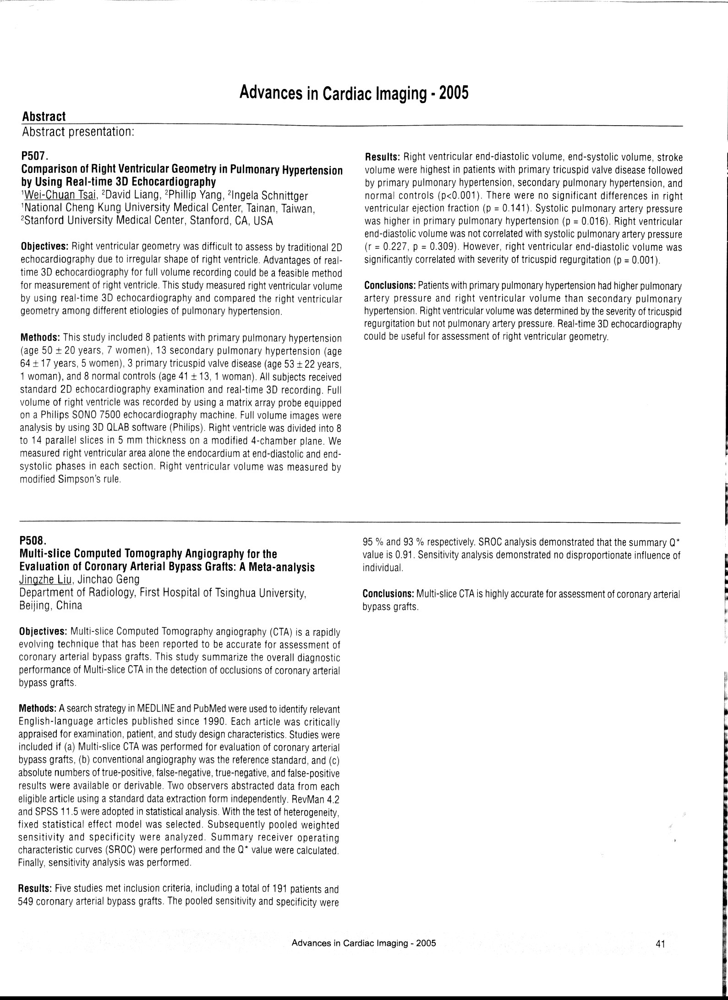 Advances in Cardiac Imaging - 2005
Abstract
Abstract presentation:
P507.
Comparison of Right Ventricular Geometry in Pulmonary Hypertension
by Using Real-time 3D Echocardiography
¹Wei-Chuan Tsai, ²David Liang, ²Phillip Yang, ²Ingela Schnittger
¹National Cheng Kung University Medical Center, Tainan, Taiwan,
²Stanford University Medical Center, Stanford, CA, USA
Objectives: Right ventricular geometry was difficult to assess by traditional 2D
echocardiography due to irregular shape of right ventricle. Advantages of real-
time 3D echocardiography for full volume recording could be a feasible method
for measurement of right ventricle. This study measured right ventricular volume
by using real-time 3D echocardiography and compared the right ventricular
geometry among different etiologies of pulmonary hypertension.
Methods: This study included 8 patients with primary pulmonary hypertension
(age 50 ± 20 years, 7 women), 13 secondary pulmonary hypertension (age
64 ± 17 years, 5 women), 3 primary tricuspid valve disease (age 53 ± 22 years,
1 woman), and 8 normal controls (age 41 ± 13, 1 woman). All subjects received
standard 2D echocardiography examination and real-time 3D recording. Full
volume of right ventricle was recorded by using a matrix array probe equipped
on a Philips SONO 7500 echocardiography machine. Full volume images were
analysis by using 3D QLAB software (Philips). Right ventricle was divided into 8
to 14 parallel slices in 5 mm thickness on a modified 4-chamber plane. We
measured right ventricular area alone the endocardium at end-diastolic and end-
systolic phases in each section. Right ventricular volume was measured by
modified Simpson's rule.
Results: Right ventricular end-diastolic volume, end-systolic volume, stroke
volume were highest in patients with primary tricuspid valve disease followed
by primary pulmonary hypertension, secondary pulmonary hypertension, and
normal controls (p<0.001). There were no significant differences in right
ventricular ejection fraction (p = 0.141). Systolic pulmonary artery pressure
was higher in primary pulmonary hypertension (p = 0.016). Right ventricular
end-diastolic volume was not correlated with systolic pulmonary artery pressure
(r = 0.227, p = 0.309). However, right ventricular end-diastolic volume was
significantly correlated with severity of tricuspid regurgitation (p = 0.001).
Conclusions: Patients with primary pulmonary hypertension had higher pulmonary
artery pressure and right ventricular volume than secondary pulmonary
hypertension. Right ventricular volume was determined by the severity of tricuspid
regurgitation but not pulmonary artery pressure. Real-time 3D echocardiography
could be useful for assessment of right ventricular geometry.
P508.
Multi-slice Computed Tomography Angiography for the
Evaluation of Coronary Arterial Bypass Grafts: A Meta-analysis
Jingzhe Liu, Jinchao Geng
Department of Radiology, First Hospital of Tsinghua University,
Beijing, China
Objectives: Multi-slice Computed Tomography angiography (CTA) is a rapidly
evolving technique that has been reported to be accurate for assessment of
coronary arterial bypass grafts. This study summarize the overall diagnostic
performance of Multi-slice CTA in the detection of occlusions of coronary arterial
bypass grafts.
Methods: A search strategy in MEDLINE and PubMed were used to identify relevant
English-language articles published since 1990. Each article was critically
appraised for examination, patient, and study design characteristics. Studies were
included if (a) Multi-slice CTA was performed for evaluation of coronary arterial
bypass grafts, (b) conventional angiography was the reference standard, and (c)
absolute numbers of true-positive, false-negative, true-negative, and false-positive
results were available or derivable. Two observers abstracted data from each
eligible article using a standard data extraction form independently. RevMan 4.2
and SPSS 11.5 were adopted in statistical analysis. With the test of heterogeneity,
fixed statistical effect model was selected. Subsequently pooled weighted
sensitivity and specificity were analyzed. Summary receiver operating
characteristic curves (SROC) were performed and the Q* value were calculated.
Finally, sensitivity analysis was performed.
Results: Five studies met inclusion criteria, including a total of 191 patients and
549 coronary arterial bypass grafts. The pooled sensitivity and specificity were
95 % and 93 % respectively. SROC analysis demonstrated that the summary Q*
value is 0.91. Sensitivity analysis demonstrated no disproportionate influence of
individual.
Conclusions: Multi-slice CTA is highly accurate for assessment of coronary arterial
bypass grafts.
Advances in Cardiac Imaging - 2005
41